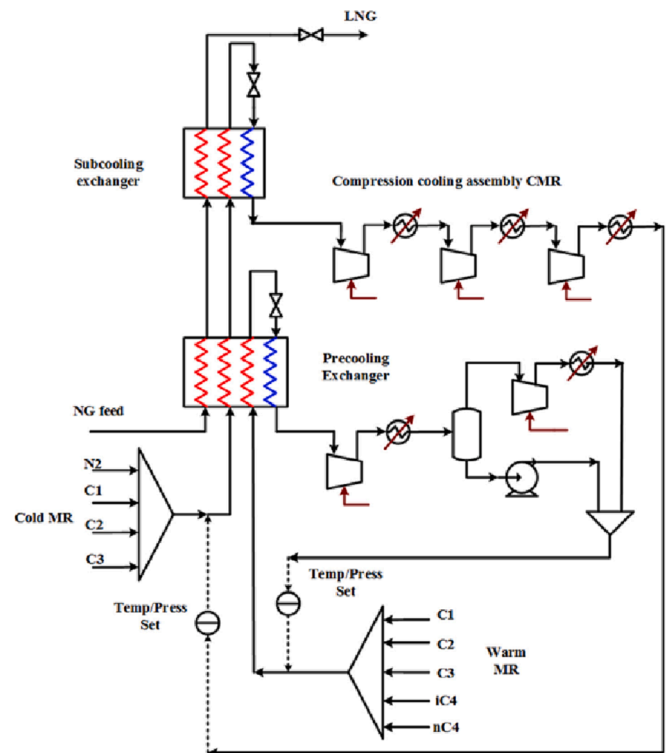 LNG
Subcooling
exchanger
Compression cooling assembly CMR
Precooling
Exchanger
NG feed
N2
C1
Cold MR
C2
C3
Temp/Press
Set
Temp/Press
Set
C1
C2
C3
Warm
MR
iC4
nC4